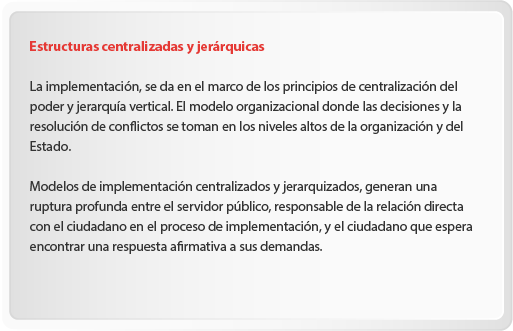 Estructuras centralizadas y jerárquicas
La implementación, se da en el marco de los principios de centralización del
poder y jerarquía vertical. El modelo organizacional donde las decisiones y la
resolución de conflictos se toman en los niveles altos de la organización y del
Estado.
Modelos de implementación centralizados y jerarquizados, generan una
ruptura profunda entre el servidor público, responsable de la relación directa
con el ciudadano en el proceso de implementación, y el ciudadano que espera
encontrar una respuesta afirmativa a sus demandas.